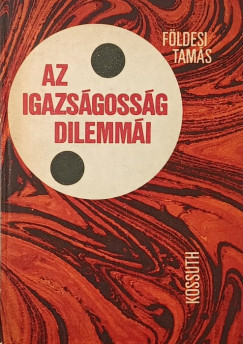 FÖLDESI
TAMÁS
AZ
IGAZSÁGOSSÁG
DILEMMÁI
KOSSUTH